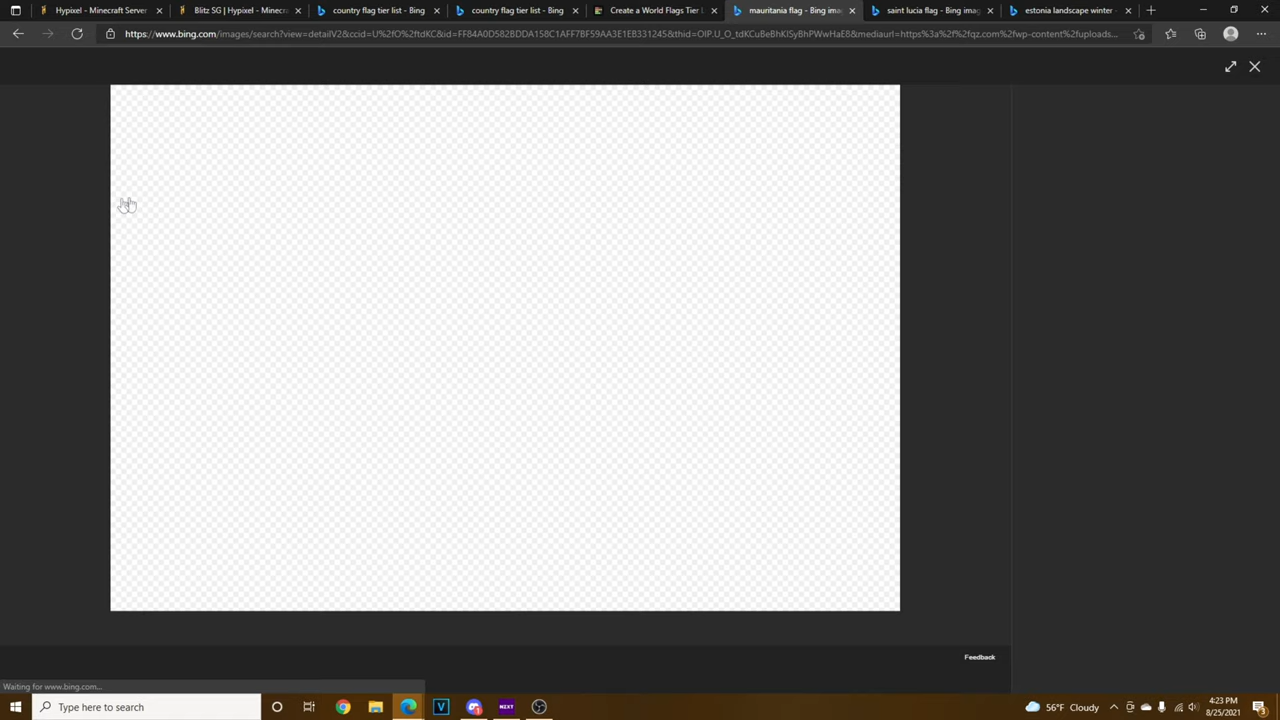 Hypixel - Minecraft Server
Blitz SG | Hypixel - Minecra
country flag tier list - Bing
country flag tier list - Bing
Create a World Flags Tier L
mauritania flag - Bing ima
saint lucia flag - Bing imag
estonia landscape winter -
https://www.bing.com/images/search?view=detailV2&ccid=U%2fO%2ftdKC&id=FF84A0D582BDDA158C1AFF7BF59AA3E1EB331245&thid=OIP.U_O_tdKCuBeBhKlSyBhPWwHaE8&mediaurl=https%3a%2f%2fqz.com%2fwp-content%2fuploads...
Feedback
Waiting for www.bing.com...
Type here to search
V
NEXT
56°F Cloudy
4:23 PM
8/25/2021
3